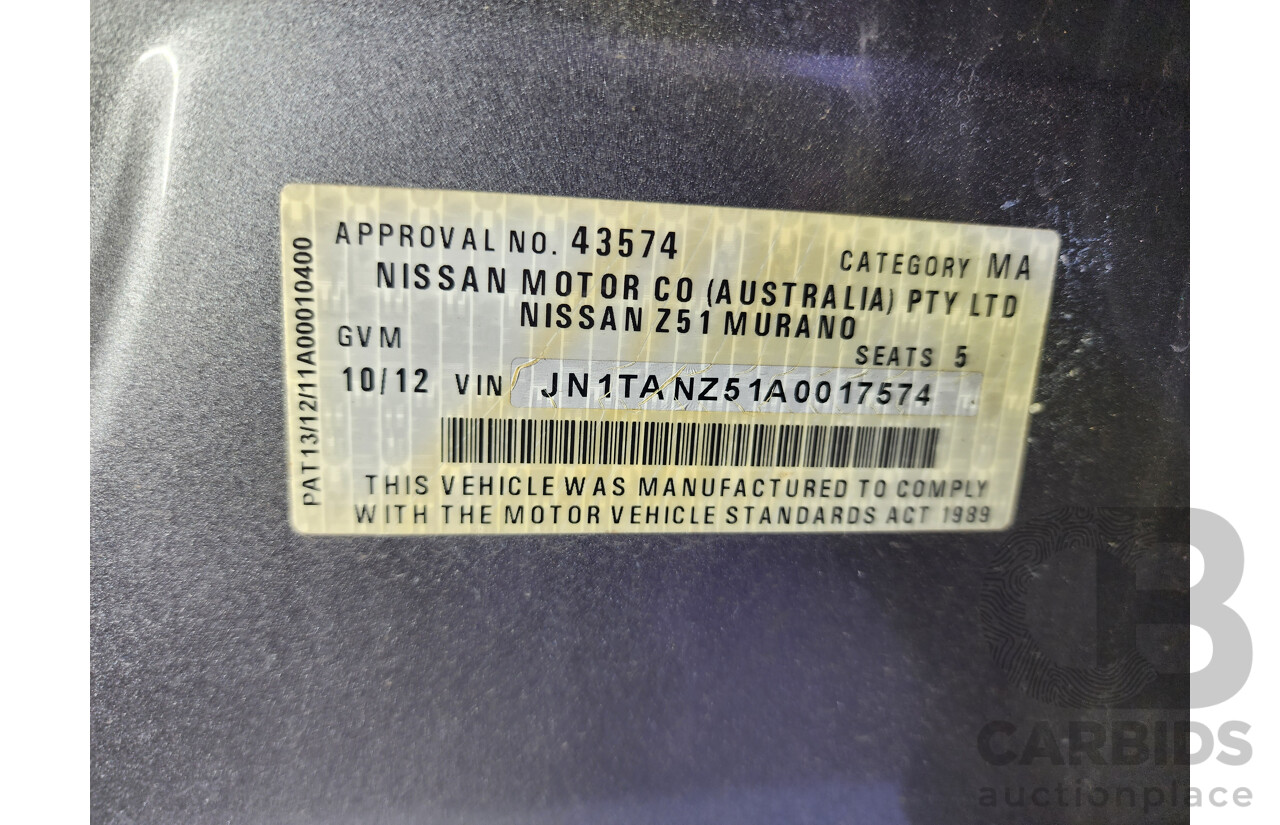 APPROVAL NO. 43574
CATEGORY MA
NISSAN MOTOR CO (AUSTRALIA) PTY LTD
NISSAN Z51 MURANO
GVM
SEATS 5
10/12 VIN JN1TANZ51A0017574
THIS VEHICLE WAS MANUFACTURED TO COMPLY
WITH THE MOTOR VEHICLE STANDARDS ACT 1989
PAT13/12/11A000010400
CB
CARBIDS
auctionplace